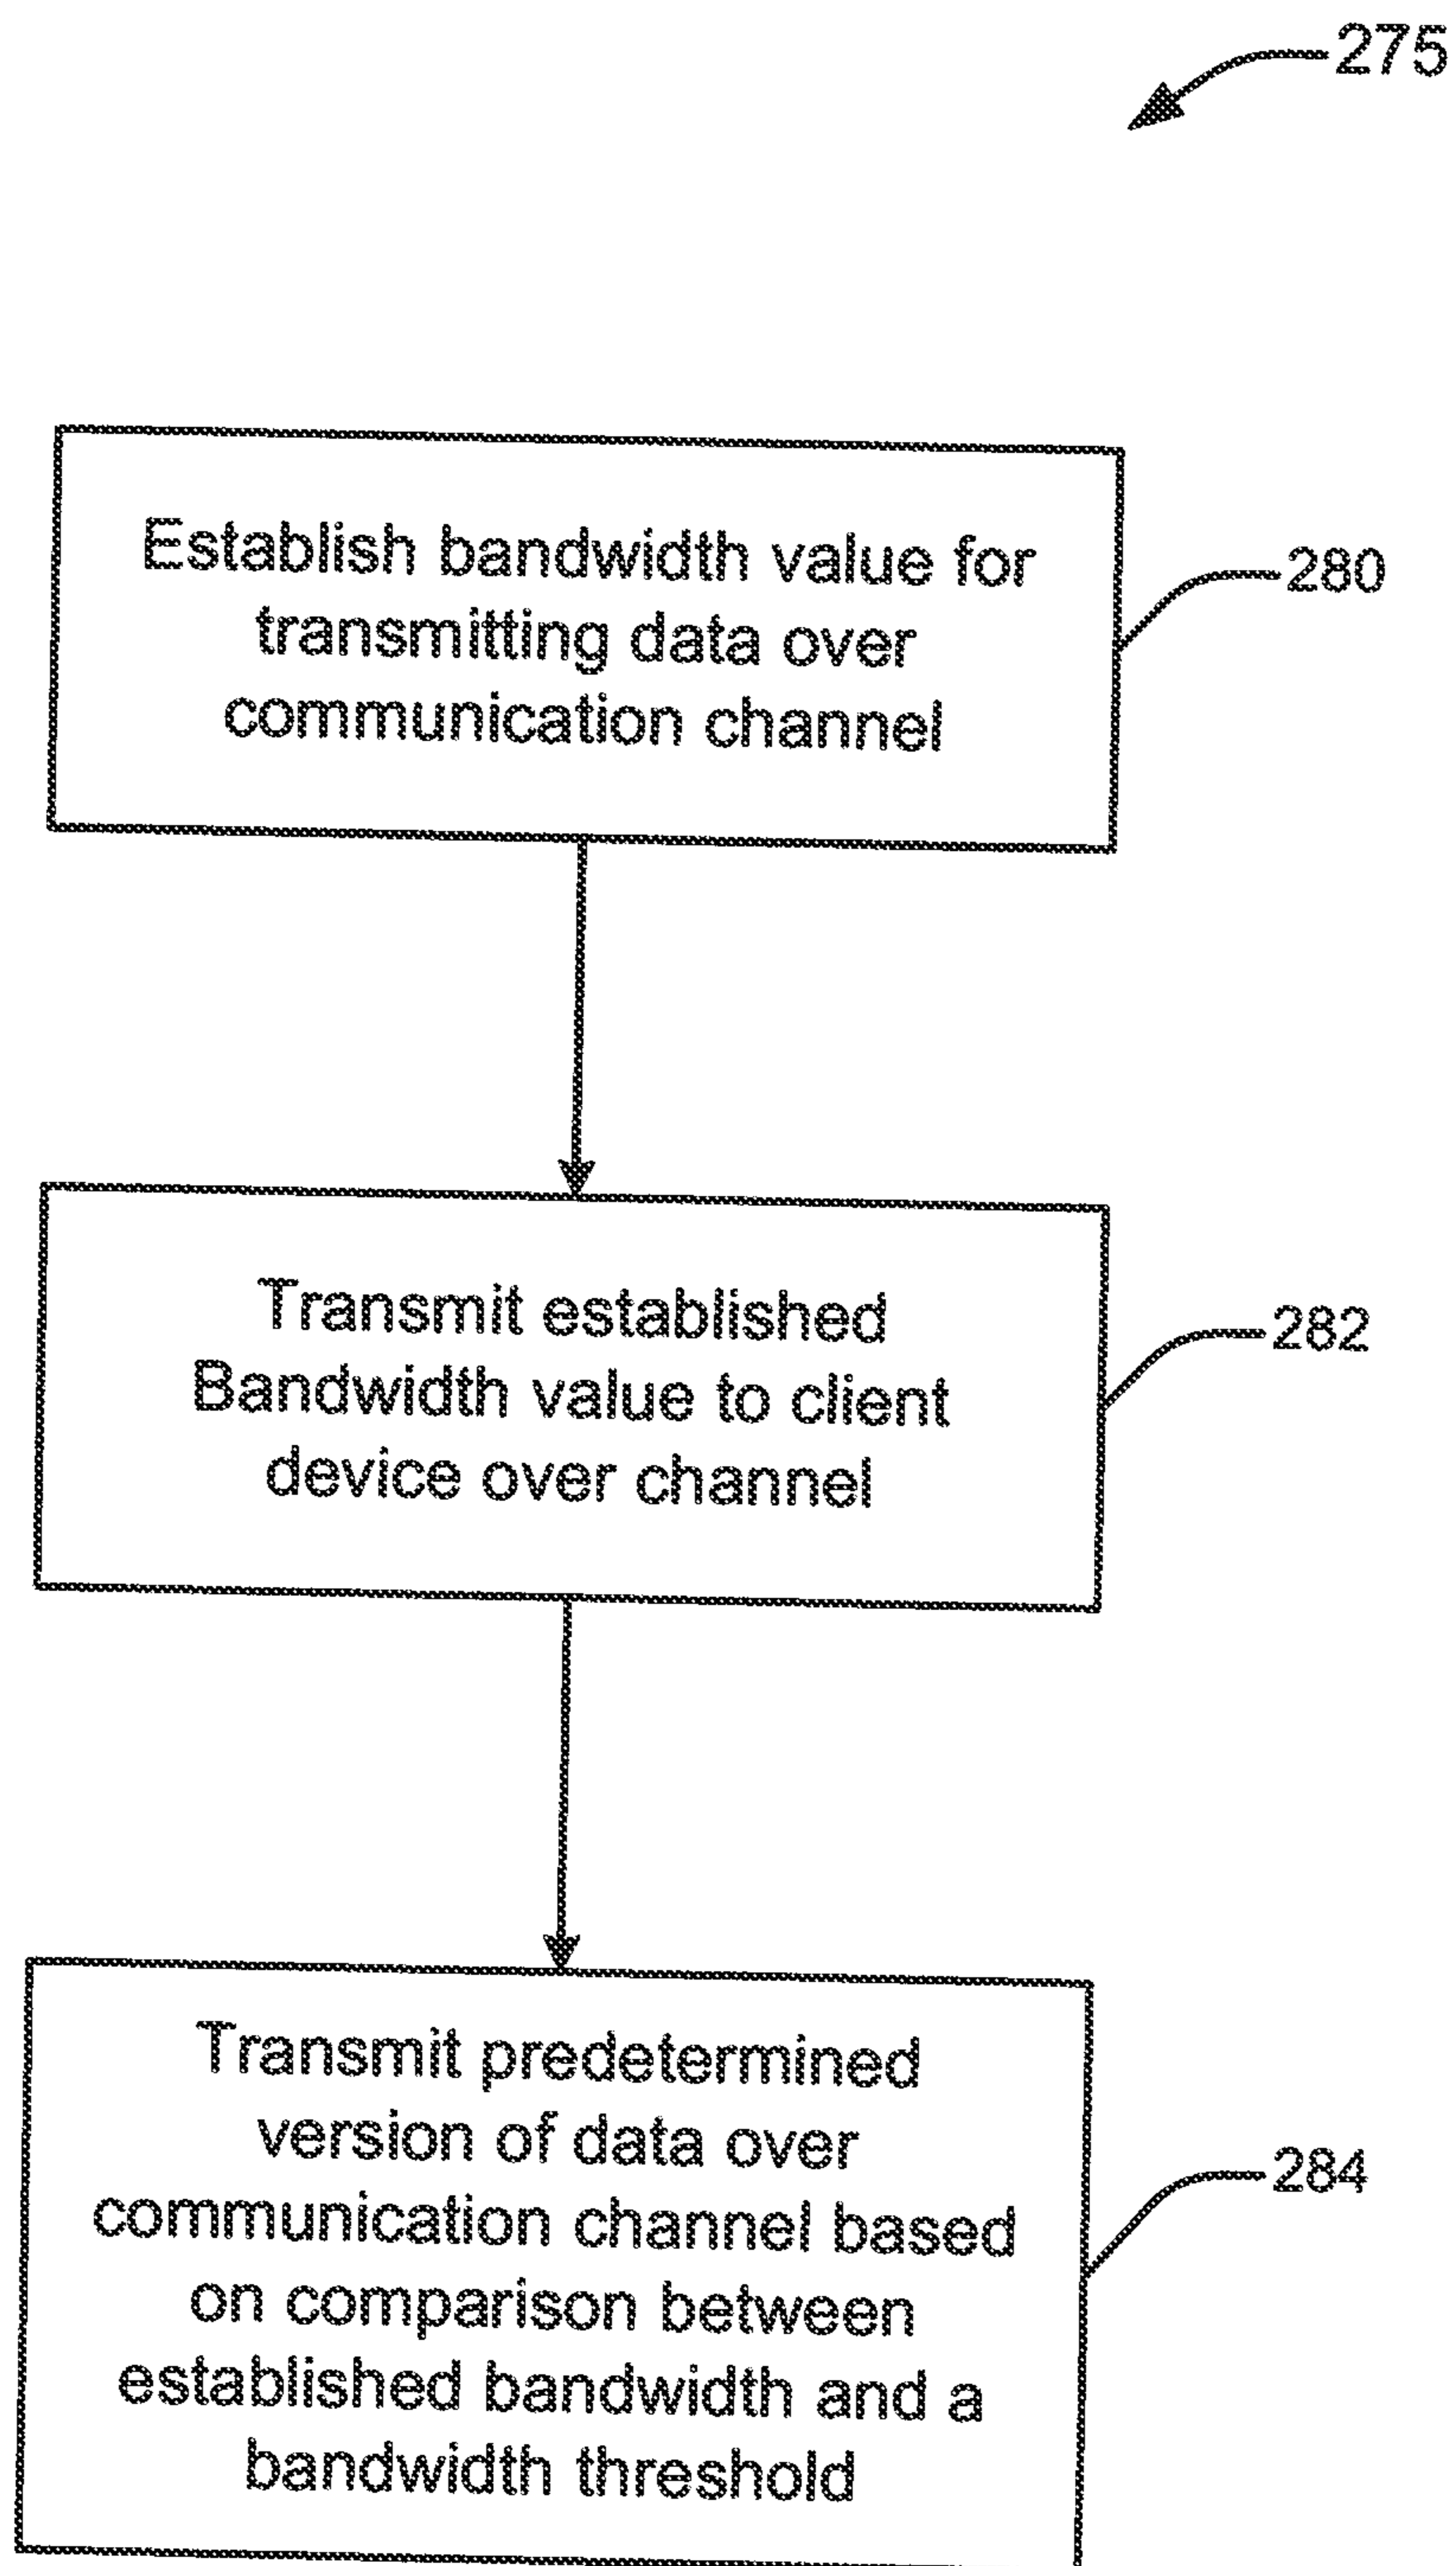 275
Establish bandwidth value for
transmitting data over
communication channel
280
Transmit established
Bandwidth value to client
device over channel
282
Transmit predetermined
version of data over
communication channel based
on comparison between
established bandwidth and a
bandwidth threshold
284